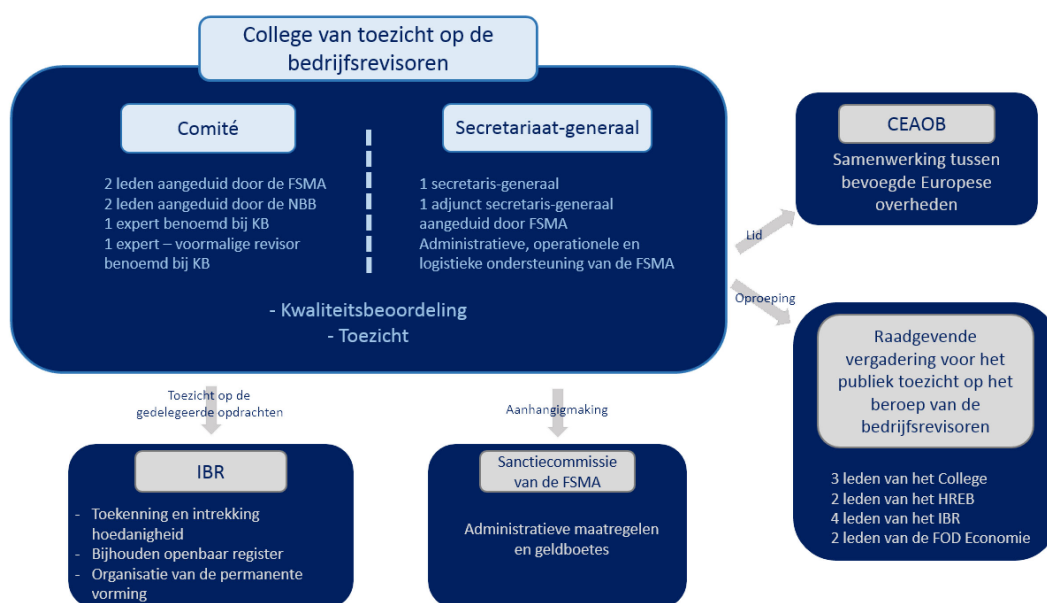 College van toezicht op de
bedrijfsrevisoren
Comité
2 leden aangeduid door de FSMA
2 leden aangeduid door de NBB
1 expert benoemd bij KB
1 expert – voormalige revisor
benoemd bij KB
Secretariaat-generaal
1 secretaris-generaal
1 adjunct secretaris-generaal
aangeduid door FSMA
Administratieve, operationele en
logistieke ondersteuning van de FSMA
- Kwaliteitsbeoordeling
- Toezicht
Lid
CEAOB
Samenwerking tussen
bevoegde Europese
overheden
Oproeping
Raadgevende
vergadering voor het
publiek toezicht op het
beroep van de
bedrijfsrevisoren
3 leden van het College
2 leden van het HREB
4 leden van het IBR
2 leden van de FOD Economie
Toezicht op de
gedelegeerde opdrachten
IBR
- Toekenning en intrekking
hoedanigheid
- Bijhouden openbaar register
- Organisatie van de permanente
vorming
Aanhangigmaking
Sanctiecommissie
van de FSMA
Administratieve maatregelen
en geldboetes